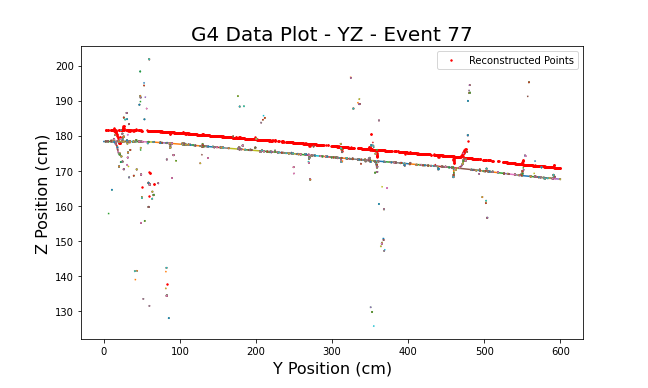 G4 Data Plot - YZ - Event 77
Reconstructed Points
200
190
180
170
160
150
140
130
Z Position (cm)
0 100 200 300 400 500 600
Y Position (cm)